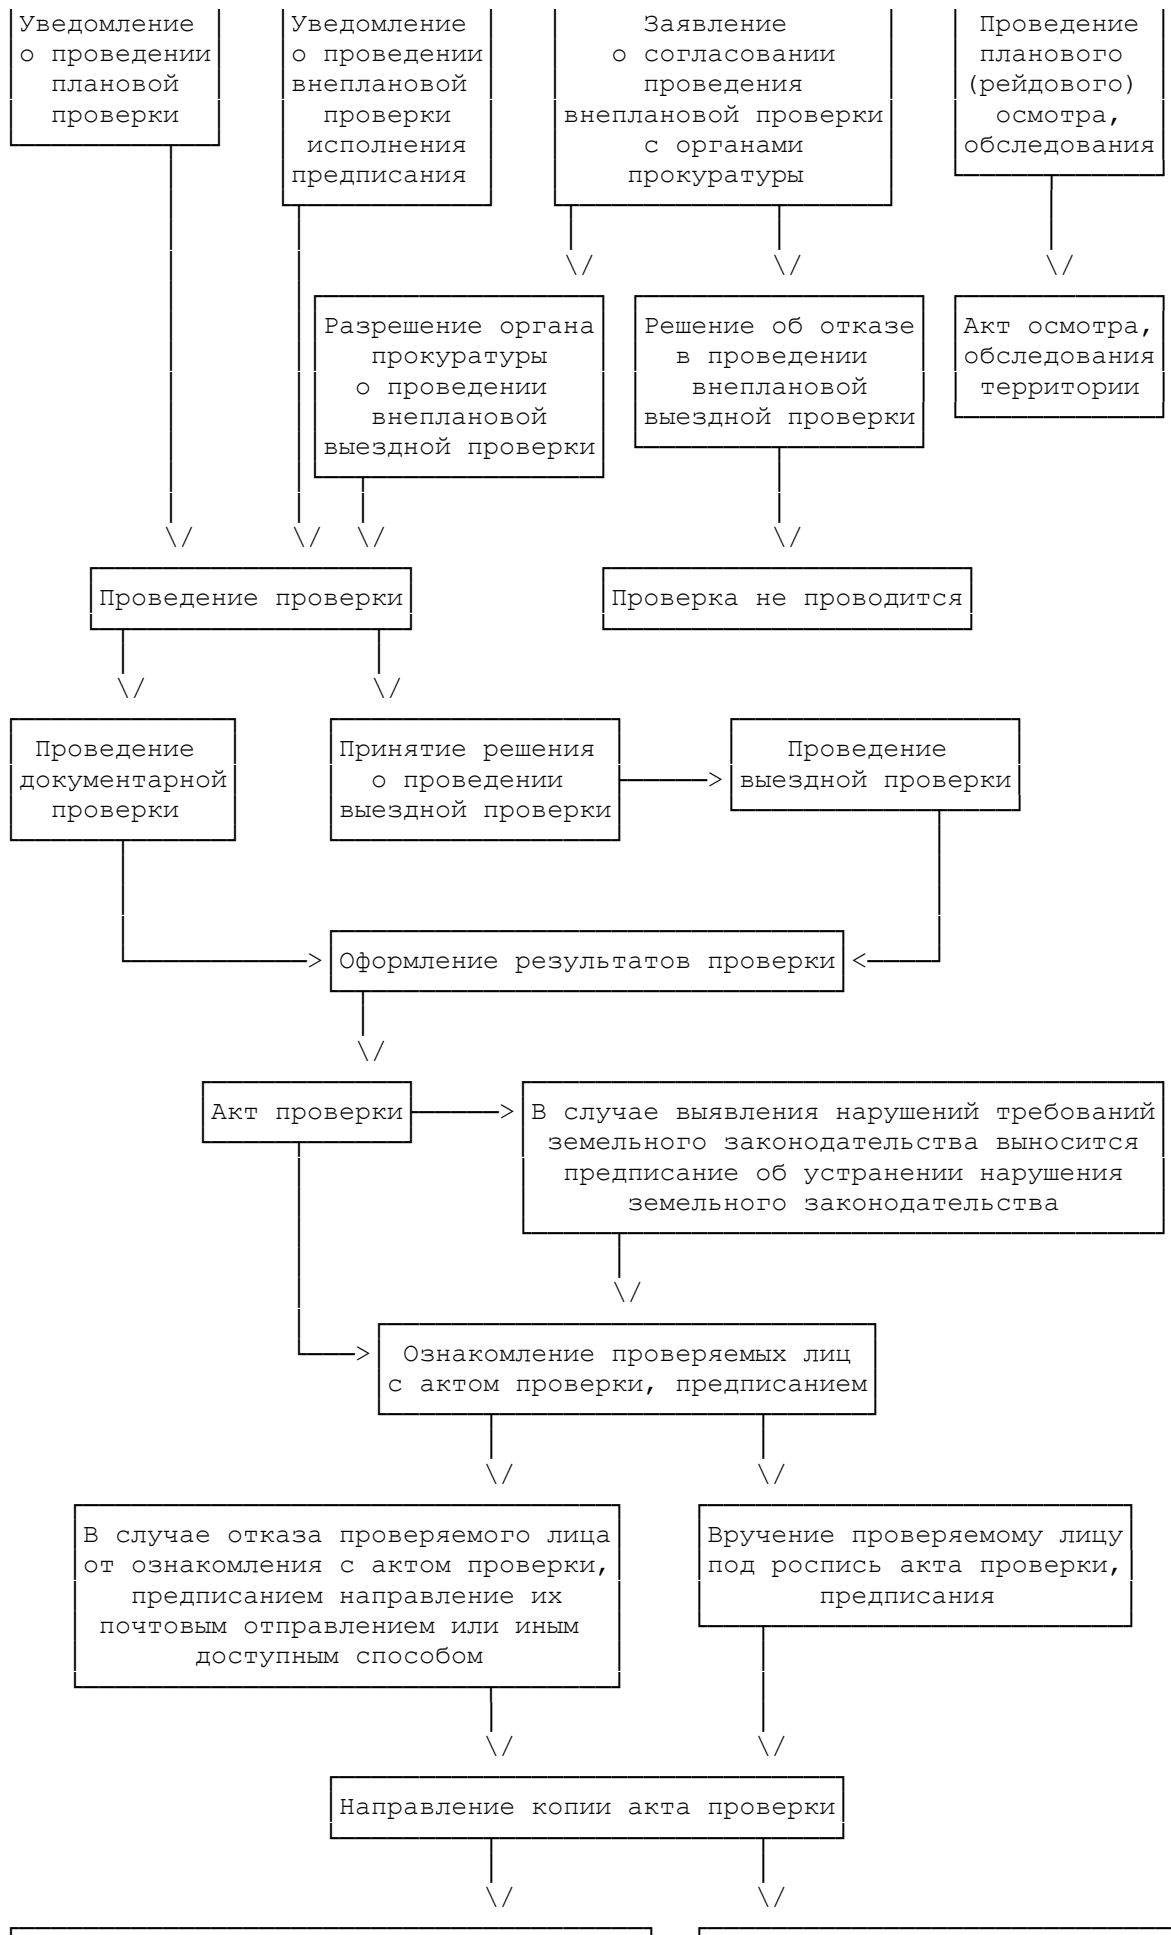 Уведомление
о проведении
плановой
проверки
Уведомление
о проведении
внеплановой
проверки
исполнения
предписания
Заявление
о согласовании
проведения
внеплановой проверки
с органами
прокуратуры
Проведение
планового
(рейдового)
осмотра,
обследования
Разрешение органа
прокуратуры
о проведении
внеплановой
выездной проверки
Решение об отказе
в проведении
внеплановой
выездной проверки
Акт осмотра,
обследования
территории
Проведение проверки
Проверка не проводится
Проведение
документарной
проверки
Принятие решения
о проведении
выездной проверки
Проведение
выездной проверки
Оформление результатов проверки
Акт проверки
В случае выявления нарушений требований
земельного законодательства выносится
предписание об устранении нарушения
земельного законодательства
Ознакомление проверяемых лиц
с актом проверки, предписанием
В случае отказа проверяемого лица
от ознакомления с актом проверки,
предписанием направление их
почтовым отправлением или иным
доступным способом
Вручение проверяемому лицу
под роспись акта проверки,
предписания
Направление копии акта проверки